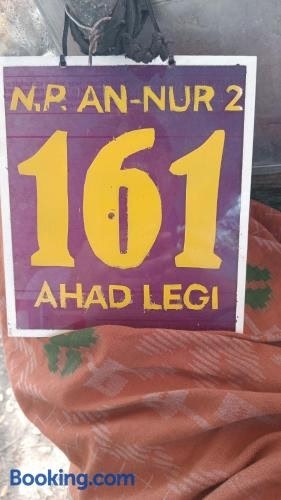 N.P. AN-NUR 2
161
AHAD LEGI
Booking.com